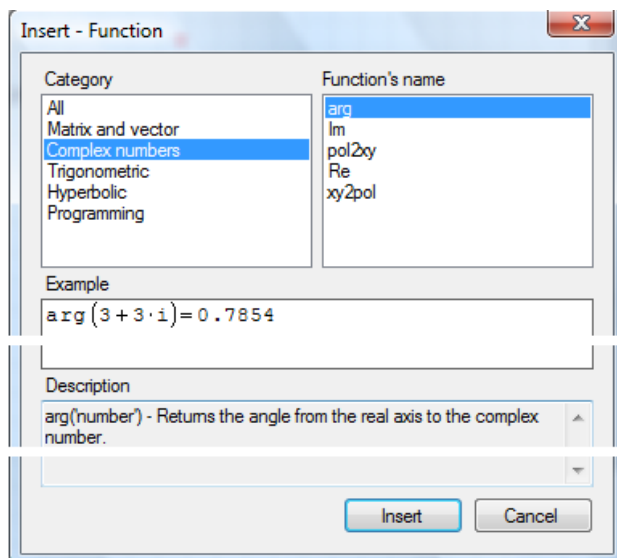 Insert - Function
Category
Function's name
All
Matrix and vector
Complex numbers
Trigonometric
Hyperbolic
Programming
arg
Im
pol2xy
Re
xy2pol
Example
arg(3+3·i)=0.7854
Description
arg('number') - Returns the angle from the real axis to the complex
number.
Insert
Cancel